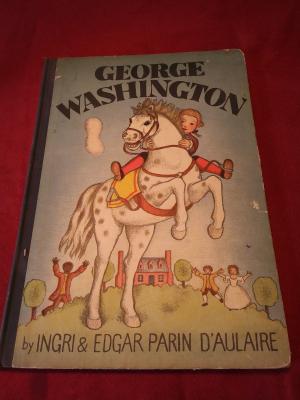 GEORGE
WASHINGTON
by INGRI & EDGAR PARIN D'AULAIRE